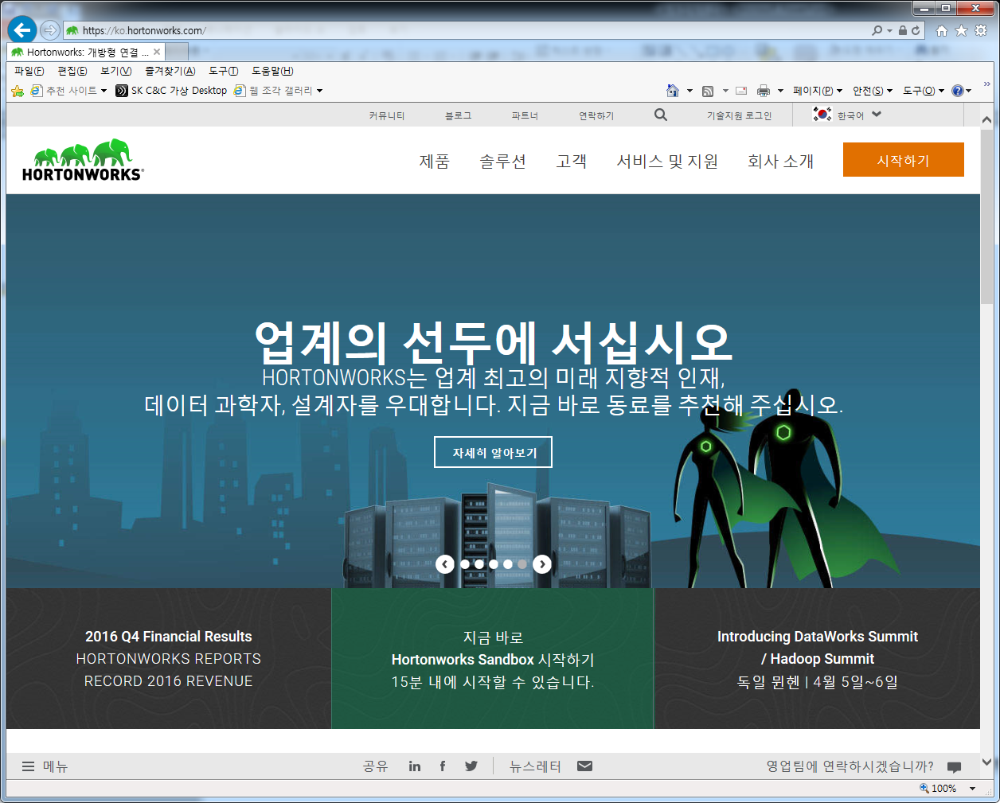 https://ko.hortonworks.com/
Hortonworks: 개방형 연결 ...
파일(F) 편집(E) 보기(V) 즐겨찾기(A) 도구(T) 도움말(H)
추천 사이트 SK C&C 가상 Desktop 웹 조각 갤러리 페이지(P) 안전(S) 도구(O)
커뮤니티 블로그 파트너 연락하기 기술지원 로그인 한국어
HORTONWORKS®
제품 솔루션 고객 서비스 및 지원 회사 소개 시작하기
업계의 선두에 서십시오
HORTONWORKS는 업계 최고의 미래 지향적 인재,
데이터 과학자, 설계자를 우대합니다. 지금 바로 동료를 추천해 주십시오.
자세히 알아보기
2016 Q4 Financial Results
HORTONWORKS REPORTS
RECORD 2016 REVENUE
지금 바로
Hortonworks Sandbox 시작하기
15분 내에 시작할 수 있습니다.
Introducing DataWorks Summit
/ Hadoop Summit
독일 뮌헨 | 4월 5일~6일
메뉴 공유 뉴스레터 영업팀에 연락하시겠습니까?
100%